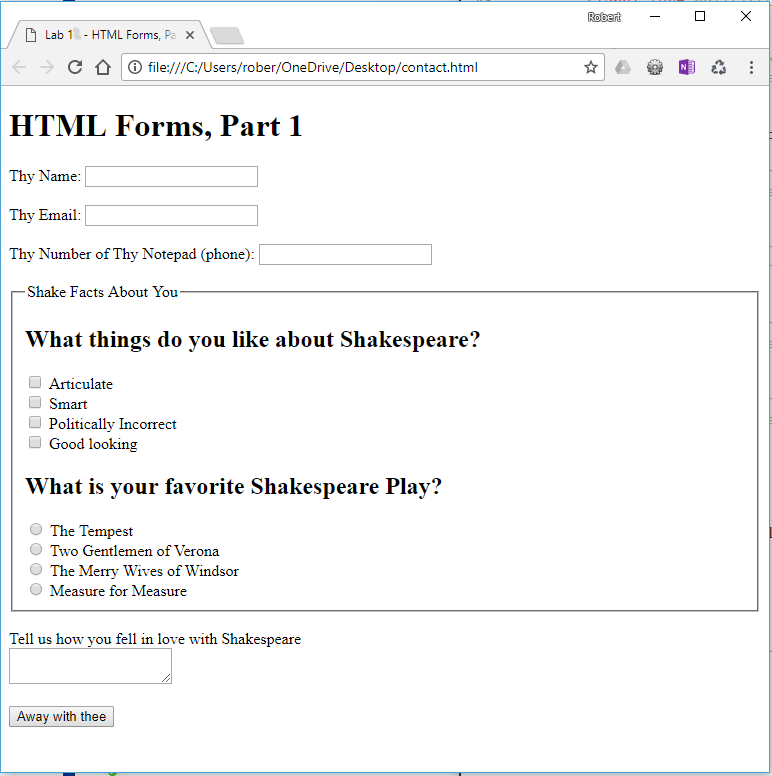 Robert
Lab 1 - HTML Forms, Pa
file:///C:/Users/rober/OneDrive/Desktop/contact.html
HTML Forms, Part 1
Thy Name:
Thy Email:
Thy Number of Thy Notepad (phone):
Shake Facts About You
What things do you like about Shakespeare?
Articulate
Smart
Politically Incorrect
Good looking
What is your favorite Shakespeare Play?
The Tempest
Two Gentlemen of Verona
The Merry Wives of Windsor
Measure for Measure
Tell us how you fell in love with Shakespeare
Away with thee